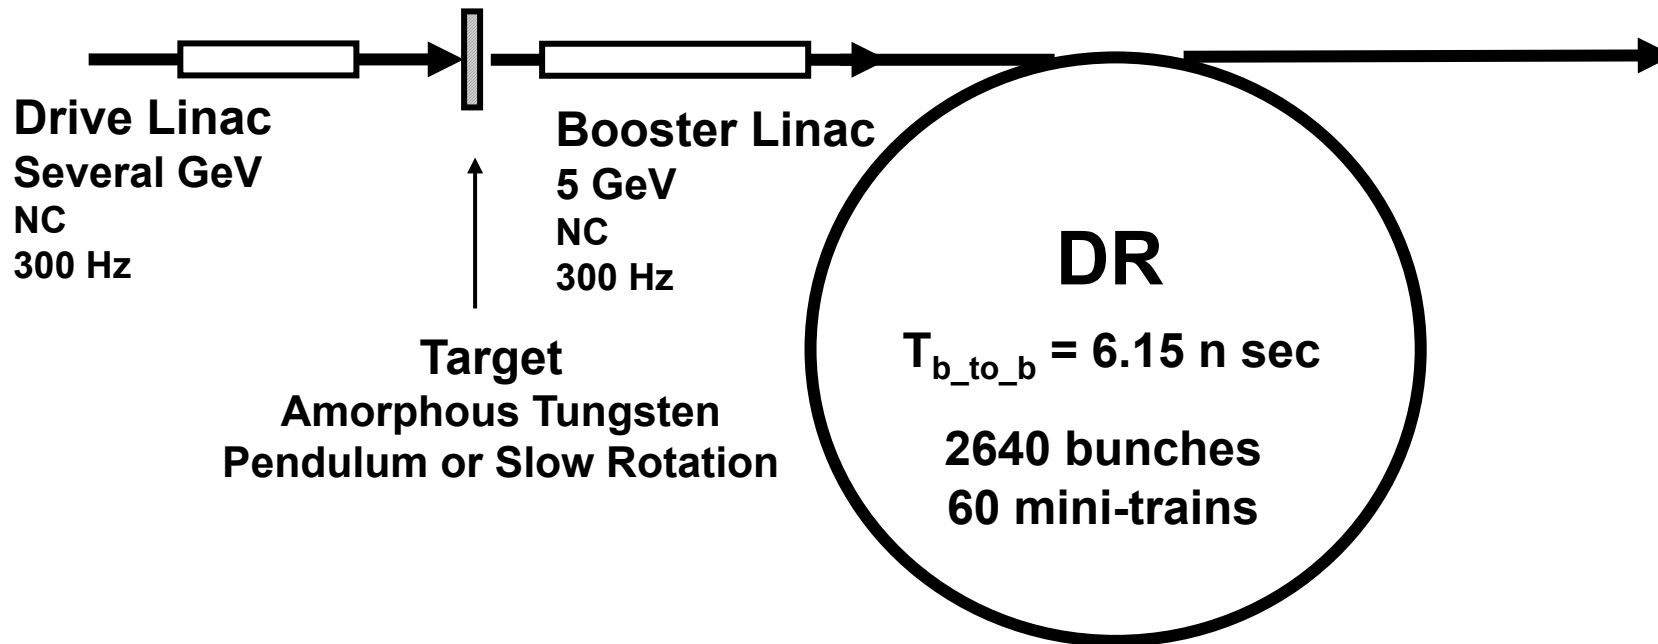 Drive Linac
Several GeV
NC
300 Hz
Booster Linac
5 GeV
NC
300 Hz
Target
Amorphous Tungsten
Pendulum or Slow Rotation
DR
T_b_to_b = 6.15 n sec
2640 bunches
60 mini-trains